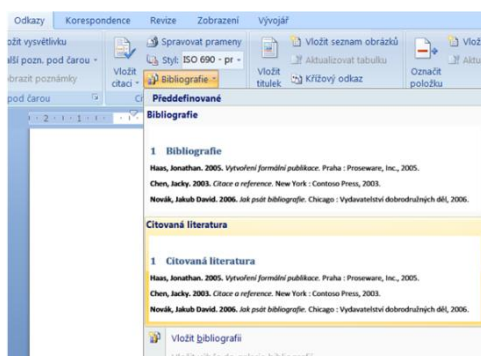 Odkazy Korespondence Revize Zobrazení Vývojář
ožit vysvětlivku
alší pozn. pod čarou
brazit poznámky
pod čarou
Vložit citaci
Spravovat prameny
Styl: ISO 690 - pr
Bibliografie
Vložit titulek
Vložit seznam obrázků
Aktualizovat tabulku
Křížový odkaz
Označit položku
Vlož
Aktu
Předdefinované
Bibliografie
1 Bibliografie
Haas, Jonathan. 2005. Vytvoření formální publikace. Praha : Proseware, Inc., 2005.
Chen, Jacky. 2003. Citace a reference. New York : Contoso Press, 2003.
Novák, Jakub David. 2006. Jak psát bibliografie. Chicago : Vydavatelství dobrodružných děl, 2006.
Citovaná literatura
1 Citovaná literatura
Haas, Jonathan. 2005. Vytvoření formální publikace. Praha : Proseware, Inc., 2005.
Chen, Jacky. 2003. Citace a reference. New York : Contoso Press, 2003.
Novák, Jakub David. 2006. Jak psát bibliografie. Chicago : Vydavatelství dobrodružných děl, 2006.
Vložit bibliografii